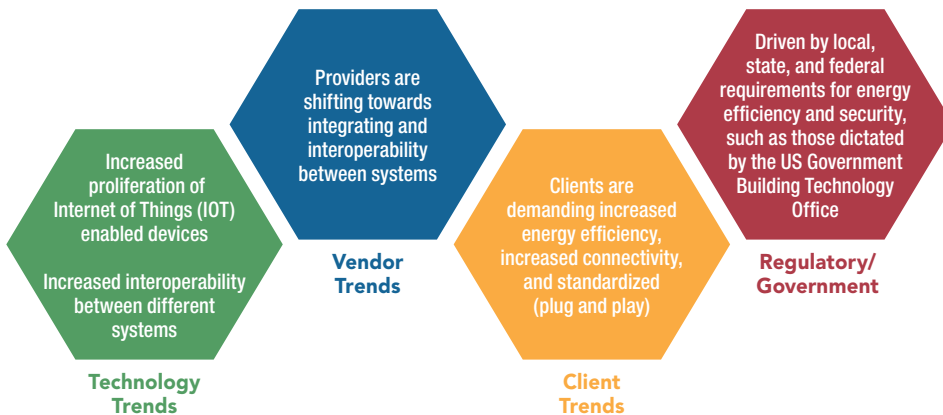 Increased
proliferation of
Internet of Things (IOT)
enabled devices
Increased interoperability
between different
systems
Technology
Trends
Providers are
shifting towards
integrating and
interoperability
between systems
Vendor
Trends
Clients are
demanding increased
energy efficiency,
increased connectivity,
and standardized
(plug and play)
Client
Trends
Driven by local,
state, and federal
requirements for energy
efficiency and security,
such as those dictated
by the US Government
Building Technology
Office
Regulatory/
Government